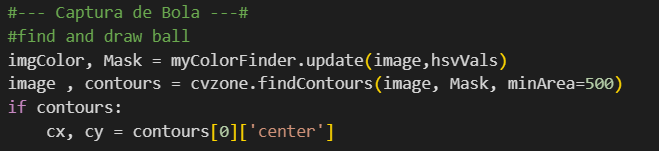 #--- Captura de Bola ---#
#find and draw ball
imgColor, Mask = myColorFinder.update(image,hsvVals)
image , contours = cvzone.findContours(image, Mask, minArea=500)
if contours:
    cx, cy = contours[0]['center']